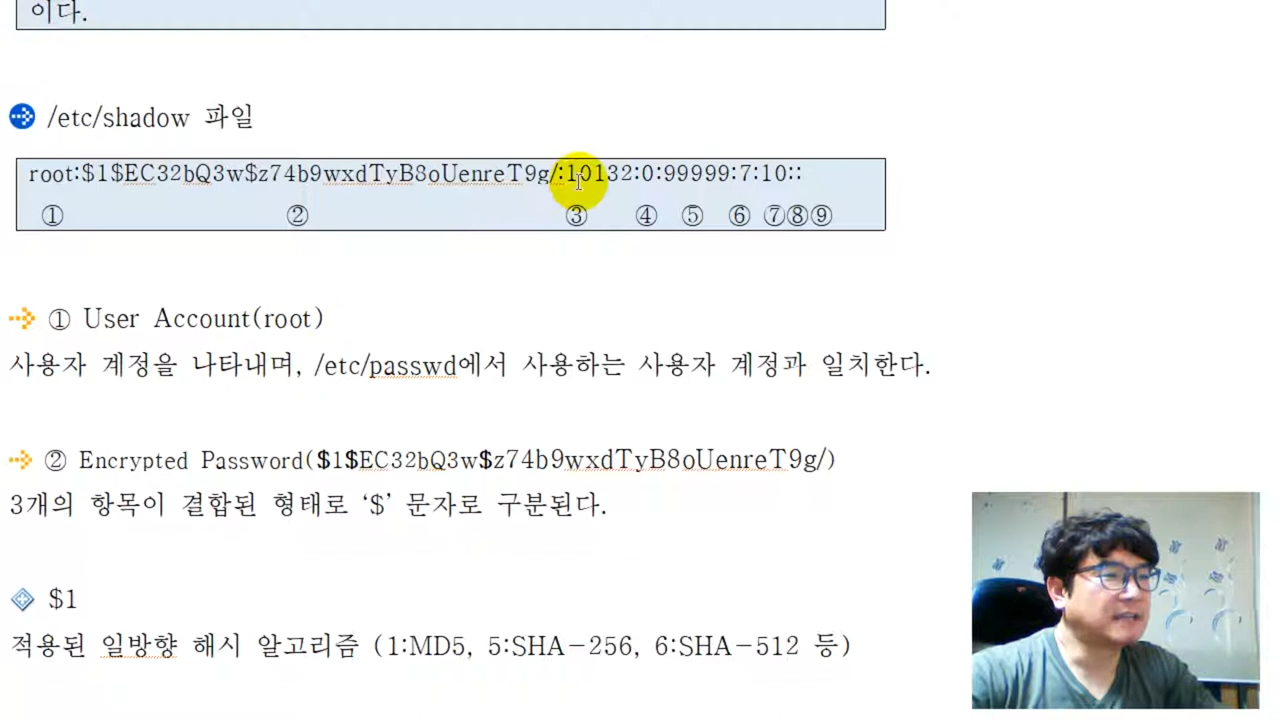 이다.
/etc/shadow 파일
root:$1$EC32bQ3w$z74b9wxdTyB8oUenreT9g/:10132:0:99999:7:10::
① ② ③ ④ ⑤ ⑥ ⑦⑧⑨
① User Account(root)
사용자 계정을 나타내며, /etc/passwd에서 사용하는 사용자 계정과 일치한다.
② Encrypted Password($1$EC32bQ3w$z74b9wxdTyB8oUenreT9g/)
3개의 항목이 결합된 형태로 ‘$’ 문자로 구분된다.
$1
적용된 일방향 해시 알고리즘 (1:MD5, 5:SHA-256, 6:SHA-512 등)